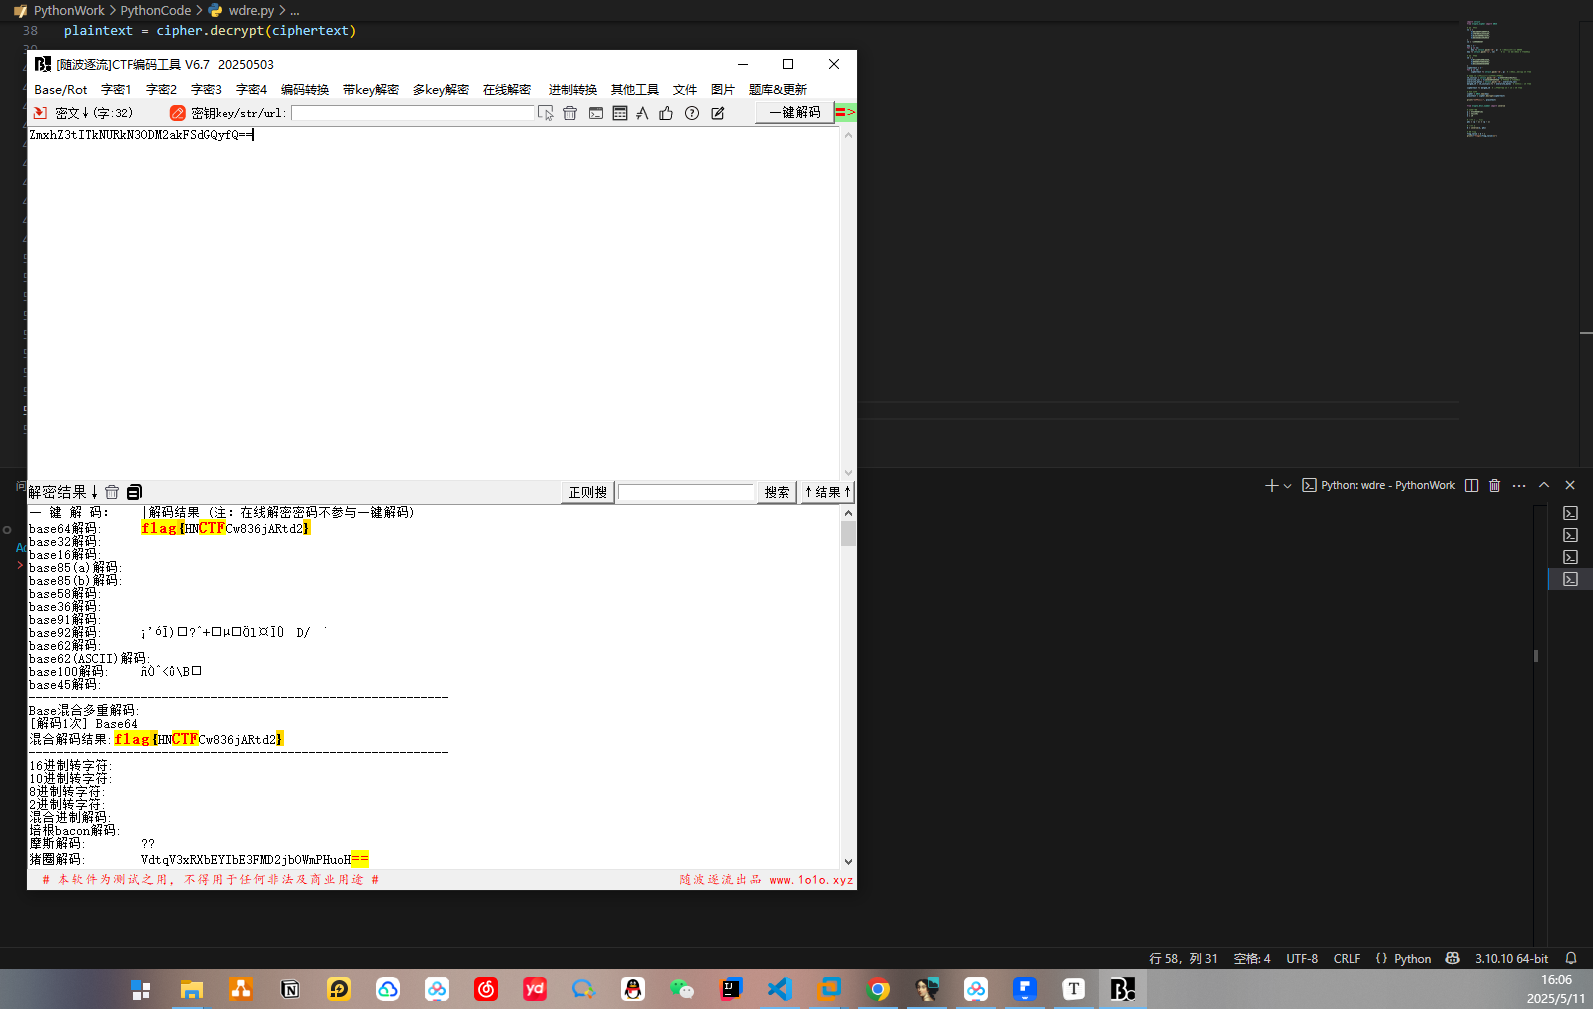 PythonWork > PythonCode > wdre.py > ...
38 plaintext = cipher.decrypt(ciphertext)
[随波逐流]CTF编码工具 V6.7 20250503
Base/Rot 字密1 字密2 字密3 字密4 编码转换 带key解密 多key解密 在线解密 进制转换 其他工具 文件 图片 题库&更新
密文↓(字:32) 密钥key/str/url: 一键解码 =>
ZmxhZ3tITkNURkN3ODM2akFSdGQyfQ==
解密结果↓ 正则搜 搜索 ↑结果↑
一 键 解 码: |解码结果 (注: 在线解密密码不参与一键解码)
base64解码: flag{HNCTFCw836jARtd2}
base32解码:
base16解码:
base85(a)解码:
base85(b)解码:
base58解码:
base36解码:
base91解码:
base92解码:
base62解码:
base62(ASCII)解码:
base100解码:
base45解码:
------------------------------------------------------------
Base混合多重解码:
[解码1次] Base64
混合解码结果: flag{HNCTFCw836jARtd2}
------------------------------------------------------------
16进制转字符:
10进制转字符:
8进制转字符:
2进制转字符:
混合进制解码:
培根bacon解码:
摩斯解码: ??
猪圈解码: VdtqV3xRXbEYIbE3FMD2jbOWmPHuoH==
# 本软件为测试之用, 不得用于任何非法及商业用途 #
随波逐流出品 www.1o1o.xyz
Python: wdre - PythonWork
行 58, 列 31 空格: 4 UTF-8 CRLF {} Python 3.10.10 64-bit
16:06
2025/5/11